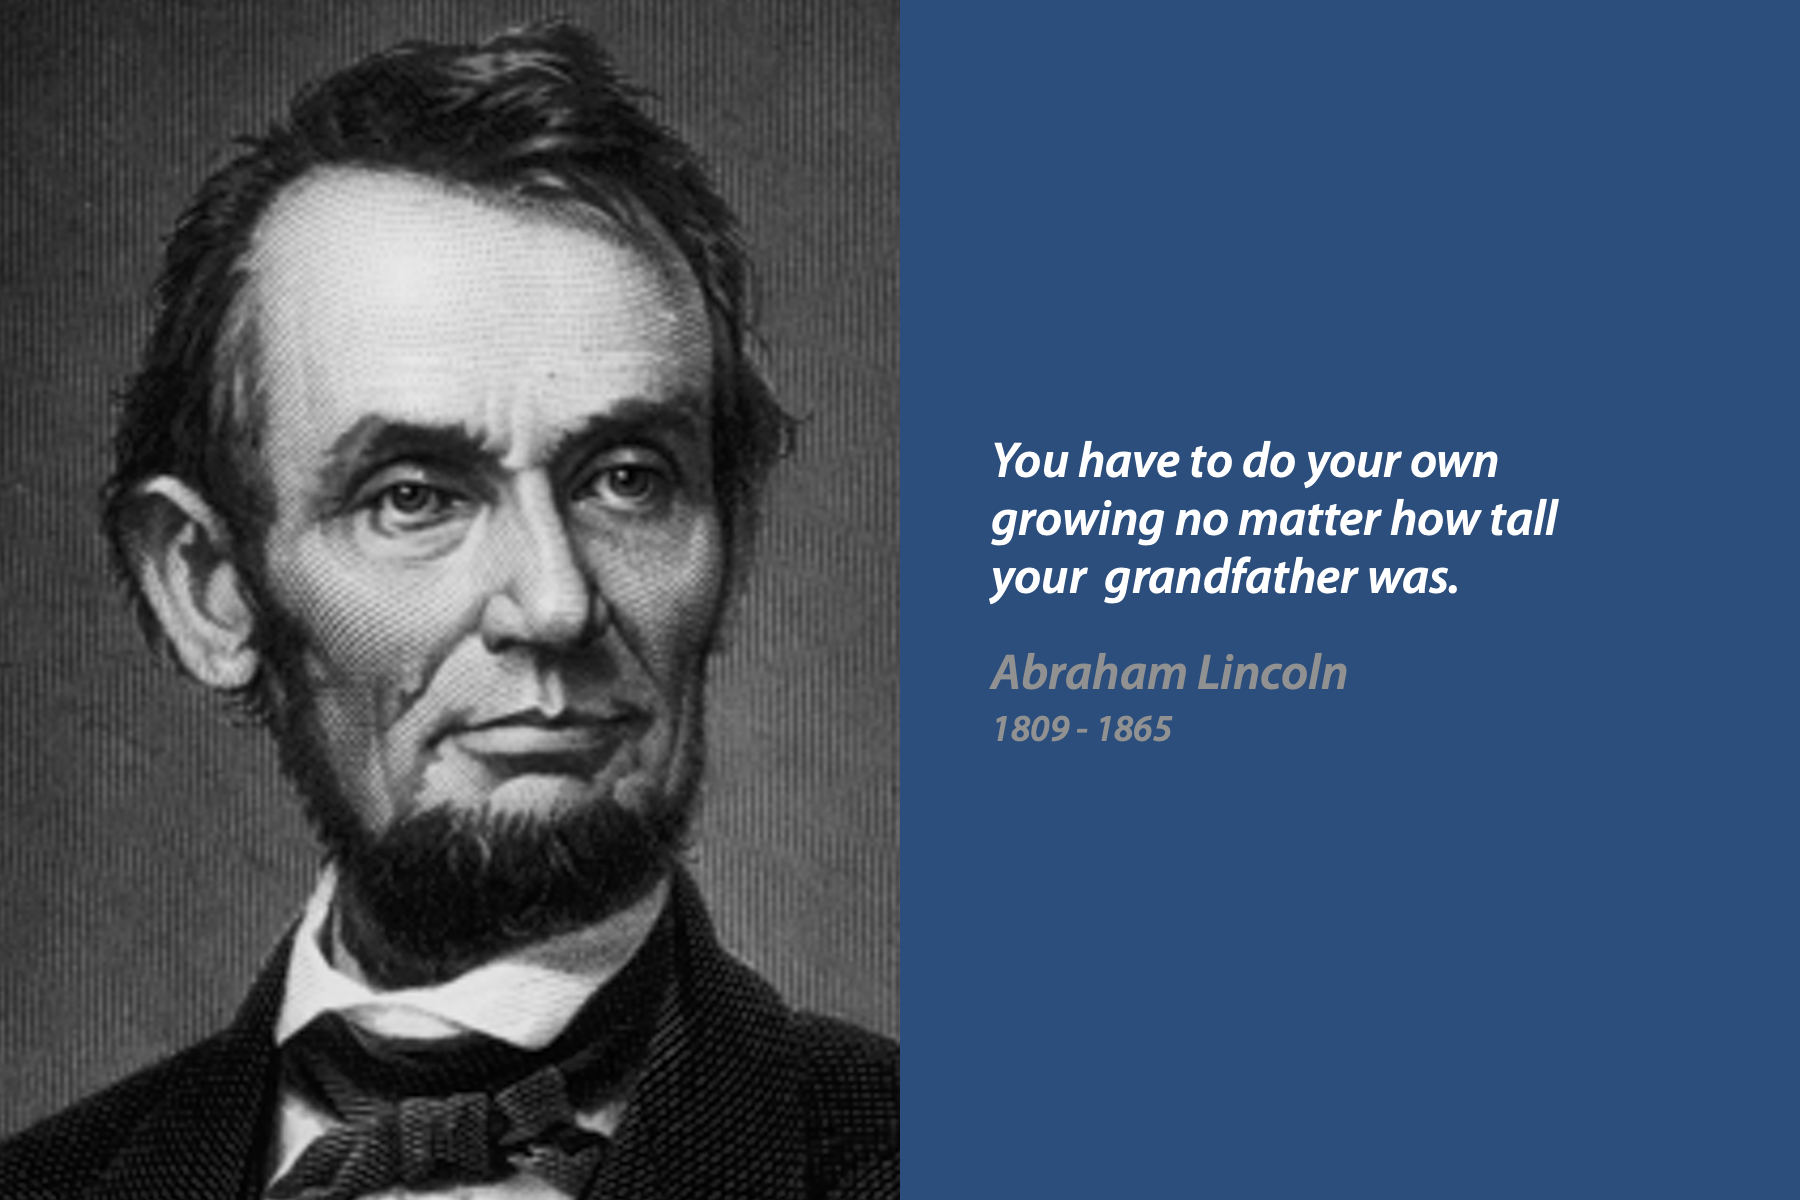 You have to do your own
growing no matter how tall
your  grandfather was.
Abraham Lincoln
1809 - 1865